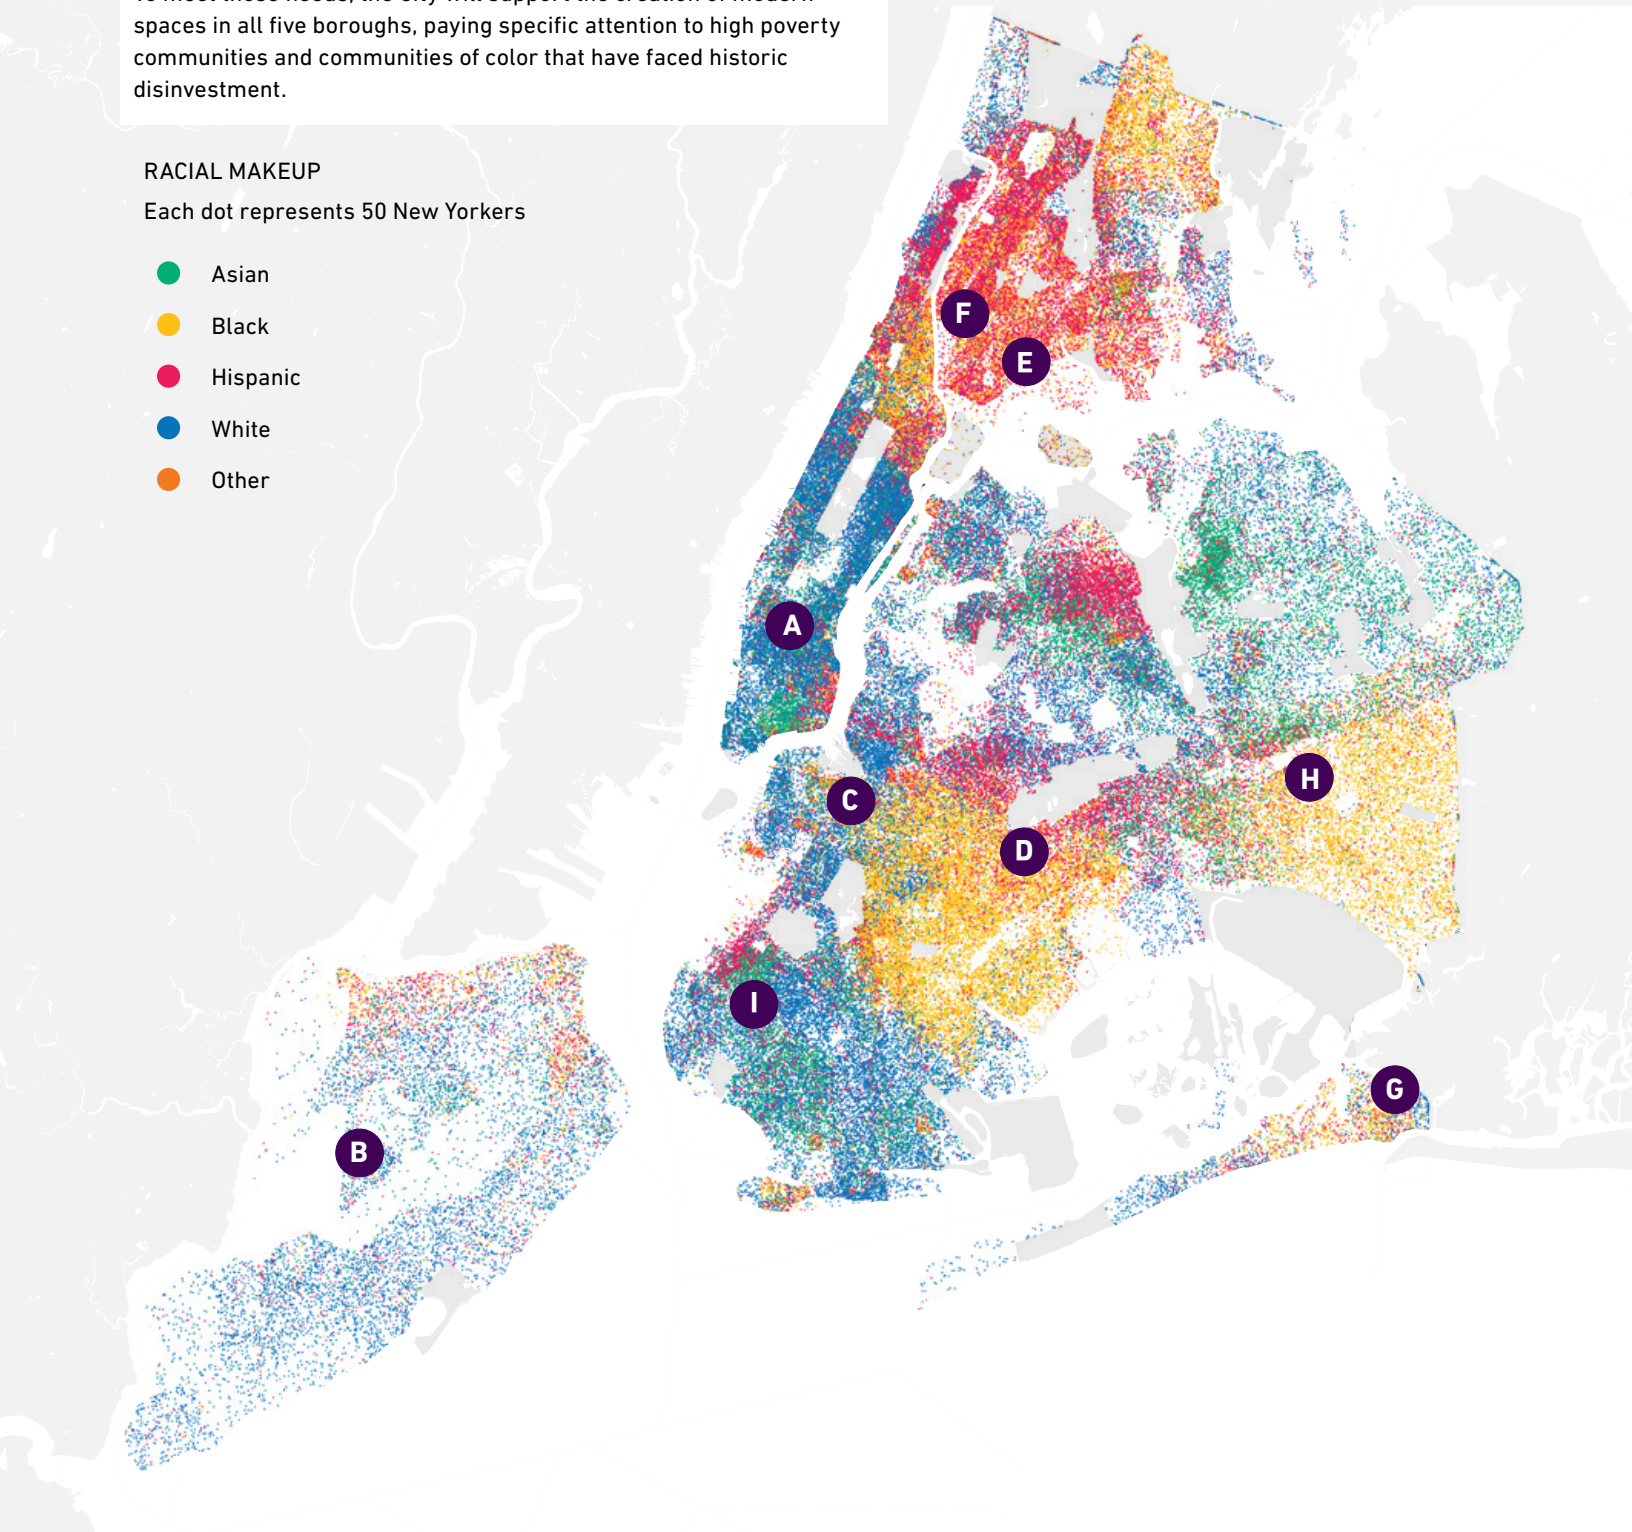 spaces in all five boroughs, paying specific attention to high poverty
communities and communities of color that have faced historic
disinvestment.
RACIAL MAKEUP
Each dot represents 50 New Yorkers
Asian
Black
Hispanic
White
Other
F
E
A
H
C
D
I
G
B